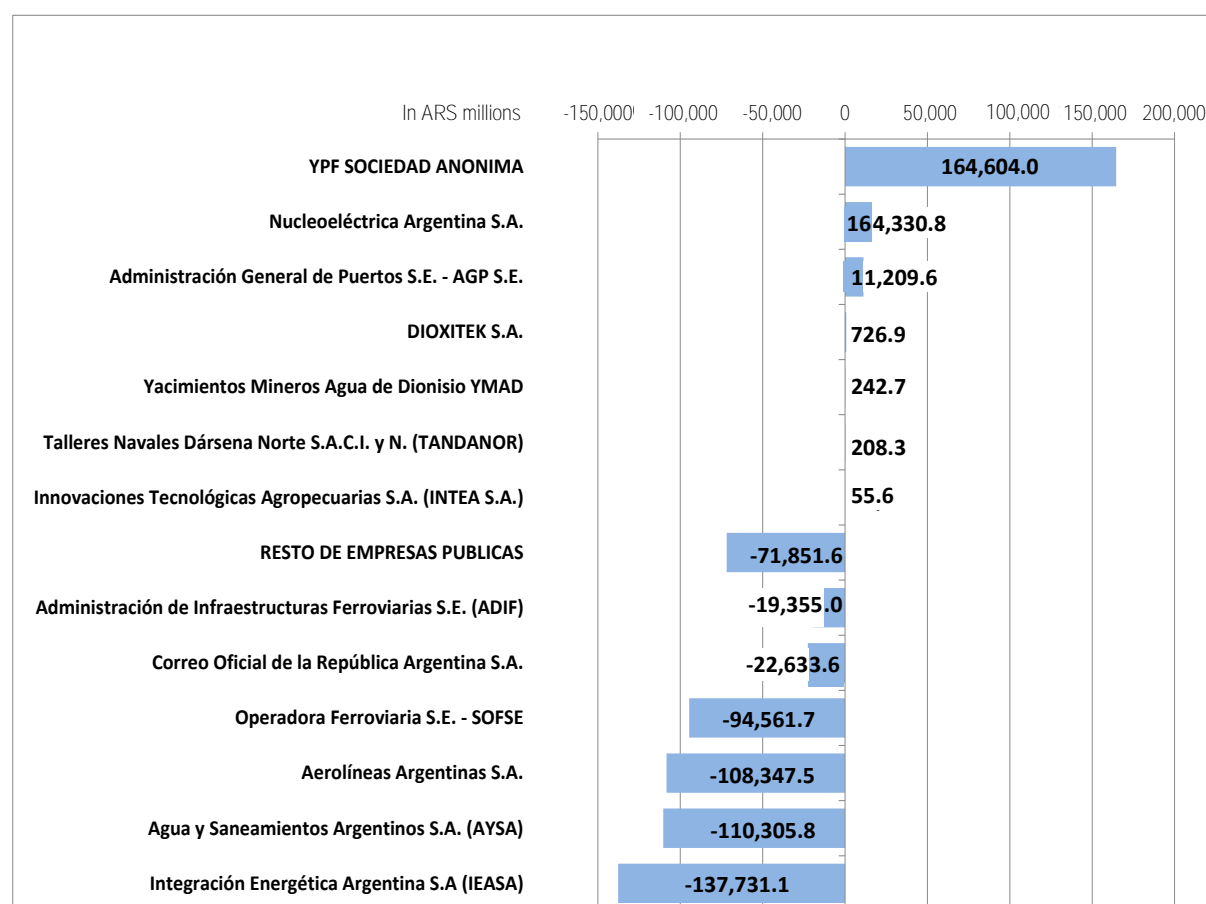 In ARS millions -150,000 -100,000 -50,000 0 50,000 100,000 150,000 200,000
YPF SOCIEDAD ANONIMA 164,604.0
Nucleoeléctrica Argentina S.A. 164,330.8
Administración General de Puertos S.E. - AGP S.E. 11,209.6
DIOXITEK S.A. 726.9
Yacimientos Mineros Agua de Dionisio YMAD 242.7
Talleres Navales Dársena Norte S.A.C.I. y N. (TANDANOR) 208.3
Innovaciones Tecnológicas Agropecuarias S.A. (INTEA S.A.) 55.6
RESTO DE EMPRESAS PUBLICAS -71,851.6
Administración de Infraestructuras Ferroviarias S.E. (ADIF) -19,355.0
Correo Oficial de la República Argentina S.A. -22,633.6
Operadora Ferroviaria S.E. - SOFSE -94,561.7
Aerolíneas Argentinas S.A. -108,347.5
Agua y Saneamientos Argentinos S.A. (AYSA) -110,305.8
Integración Energética Argentina S.A (IEASA) -137,731.1